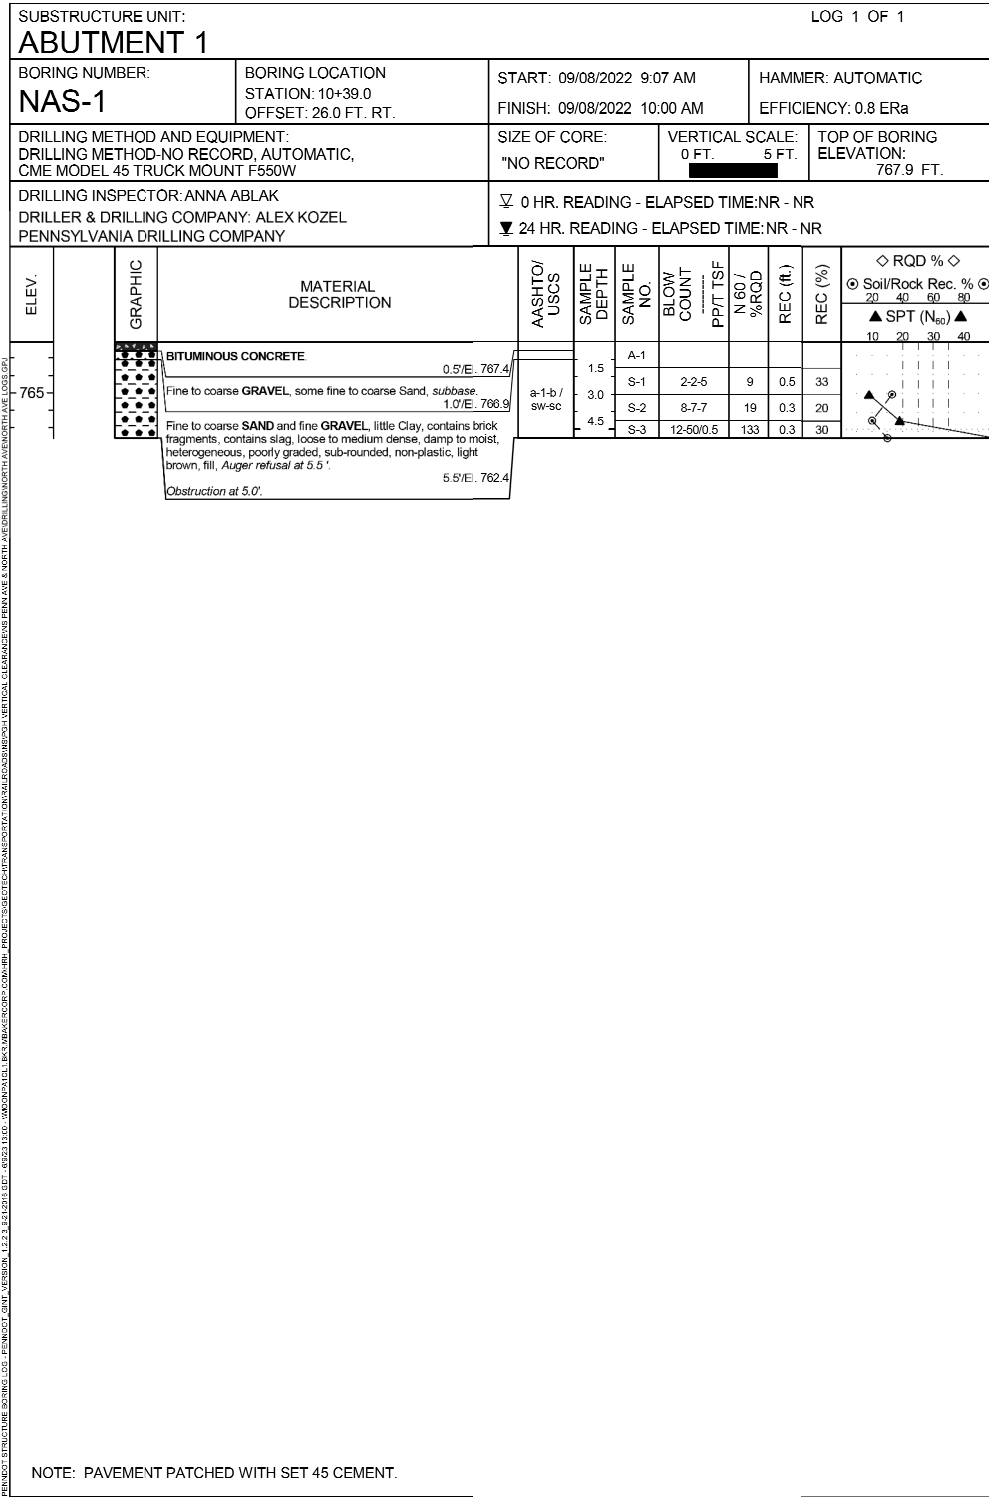 SUBSTRUCTURE UNIT:
LOG 1 OF 1
ABUTMENT 1
BORING NUMBER:
NAS-1
BORING LOCATION
STATION: 10+39.0
OFFSET: 26.0 FT. RT.
START: 09/08/2022 9:07 AM
FINISH: 09/08/2022 10:00 AM
HAMMER: AUTOMATIC
EFFICIENCY: 0.8 ERa
DRILLING METHOD AND EQUIPMENT:
DRILLING METHOD-NO RECORD, AUTOMATIC,
CME MODEL 45 TRUCK MOUNT F550W
SIZE OF CORE:
"NO RECORD"
VERTICAL SCALE:
0 FT. 5 FT.
TOP OF BORING
ELEVATION:
767.9 FT.
DRILLING INSPECTOR: ANNA ABLAK
DRILLER & DRILLING COMPANY: ALEX KOZEL
PENNSYLVANIA DRILLING COMPANY
0 HR. READING - ELAPSED TIME: NR - NR
24 HR. READING - ELAPSED TIME: NR - NR
ELEV.
GRAPHIC
MATERIAL
DESCRIPTION
AASHTO/
USCS
SAMPLE
DEPTH
SAMPLE
NO.
BLOW
COUNT
--------
PP/T TSF
N 60 /
%RQD
REC (ft.)
REC (%)
◇ RQD % ◇
⊙ Soil/Rock Rec. % ⊙
20 40 60 80
▲ SPT (N60) ▲
10 20 30 40
765
BITUMINOUS CONCRETE.
0.5'/El. 767.4
Fine to coarse GRAVEL, some fine to coarse Sand, subbase.
1.0'/El. 766.9
Fine to coarse SAND and fine GRAVEL, little Clay, contains brick
fragments, contains slag, loose to medium dense, damp to moist,
heterogeneous, poorly graded, sub-rounded, non-plastic, light
brown, fill, Auger refusal at 5.5 '.
5.5'/El. 762.4
Obstruction at 5.0'.
a-1-b /
sw-sc
1.5
3.0
4.5
A-1
S-1 2-2-5 9 0.5 33
S-2 8-7-7 19 0.3 20
S-3 12-50/0.5 133 0.3 30
NOTE: PAVEMENT PATCHED WITH SET 45 CEMENT.